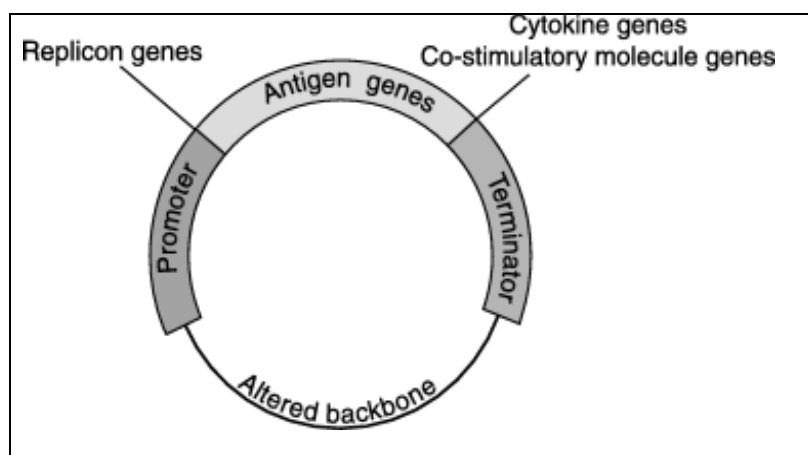 Cytokine genes
Replicon genes
Co-stimulatory molecule genes
Antigen genes
Promoter
Terminator
Altered backbone